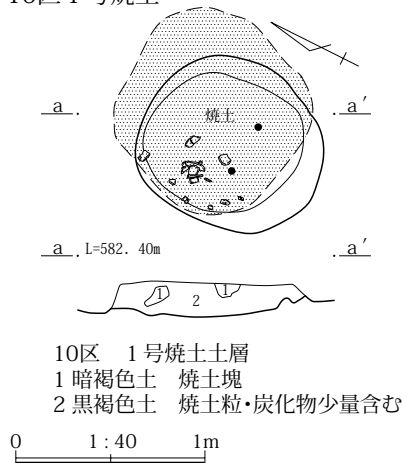 10区1号焼土
a
a′
焼土
a
L=582. 40m
a′
1
1
2
10区　1号焼土土層
1 暗褐色土　焼土塊
2 黒褐色土　焼土粒・炭化物少量含む
0　1:40　1m